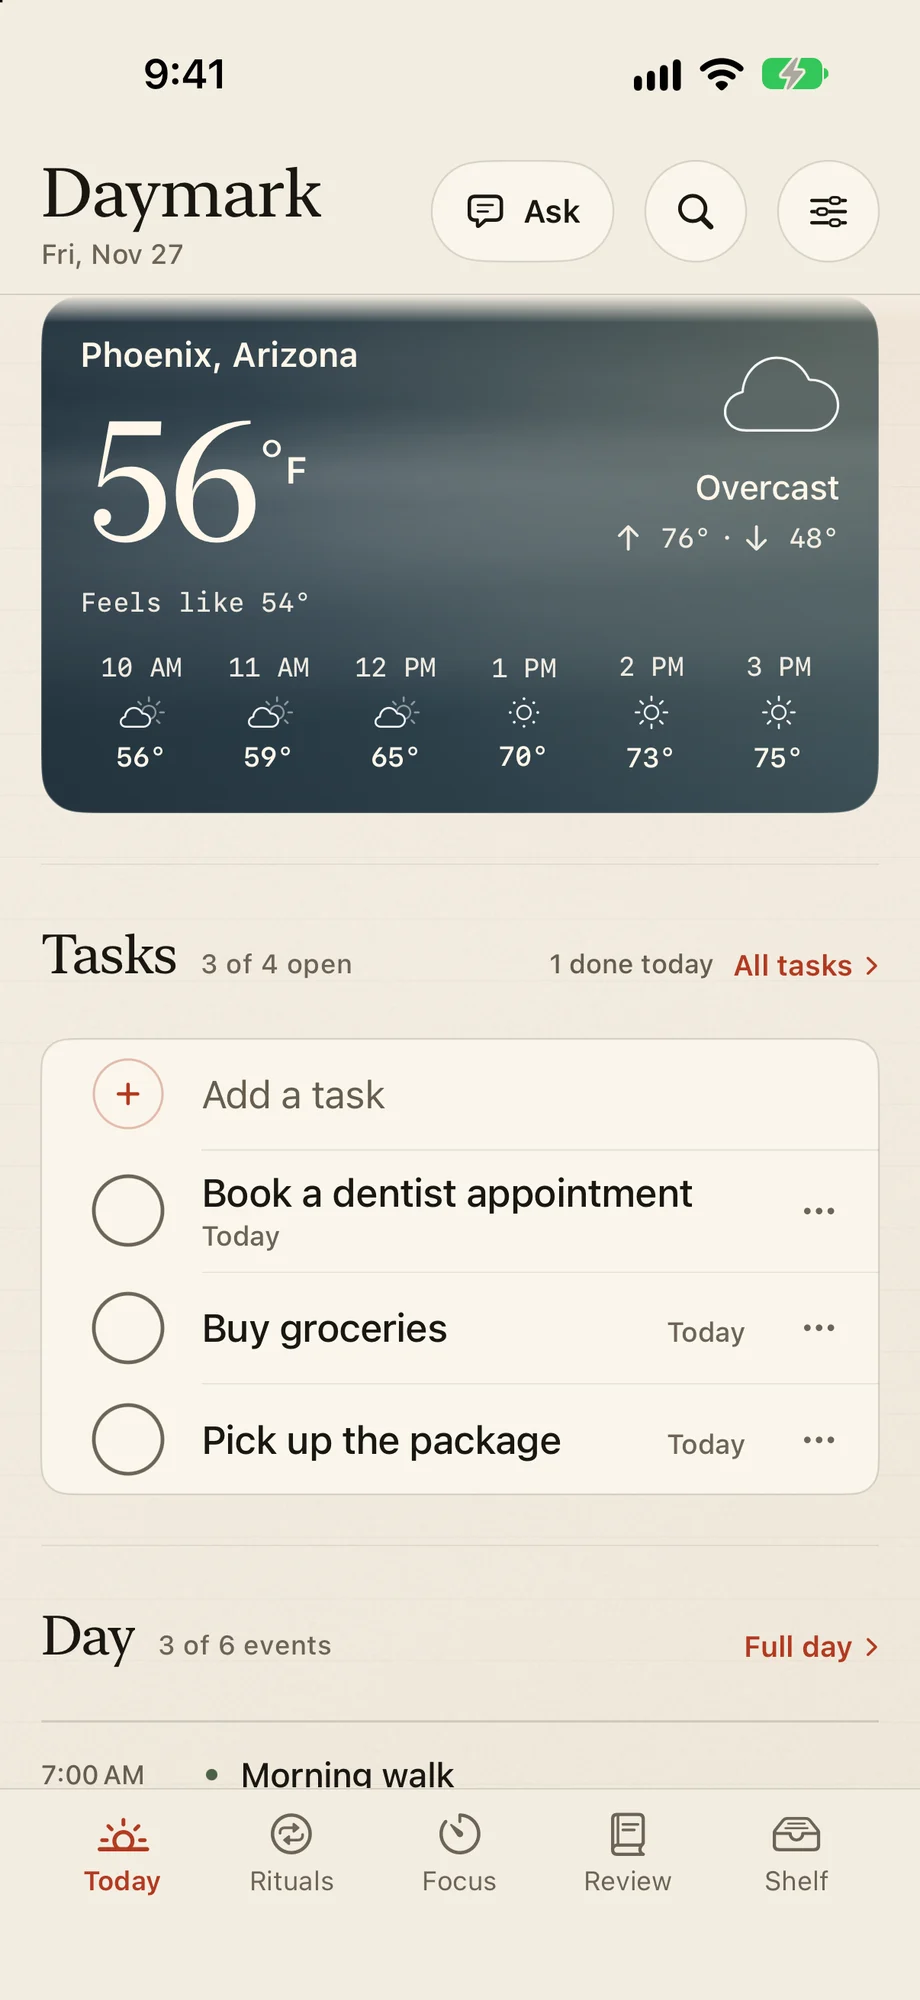 9:41
Daymark
Fri, Nov 27
Ask
Phoenix, Arizona
56°F
Overcast
↑ 76° · ↓ 48°
Feels like 54°
10 AM 11 AM 12 PM 1 PM 2 PM 3 PM
56° 59° 65° 70° 73° 75°
Tasks 3 of 4 open 1 done today All tasks >
Add a task
Book a dentist appointment
Today
Buy groceries Today
Pick up the package Today
Day 3 of 6 events Full day >
7:00 AM • Morning walk
Today Rituals Focus Review Shelf